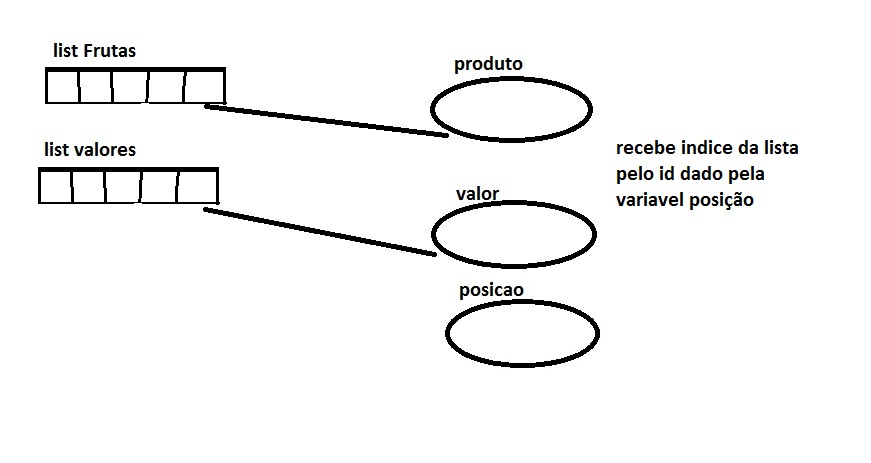 list Frutas
produto
list valores
recebe indice da lista
pelo id dado pela
variavel posição
valor
posicao